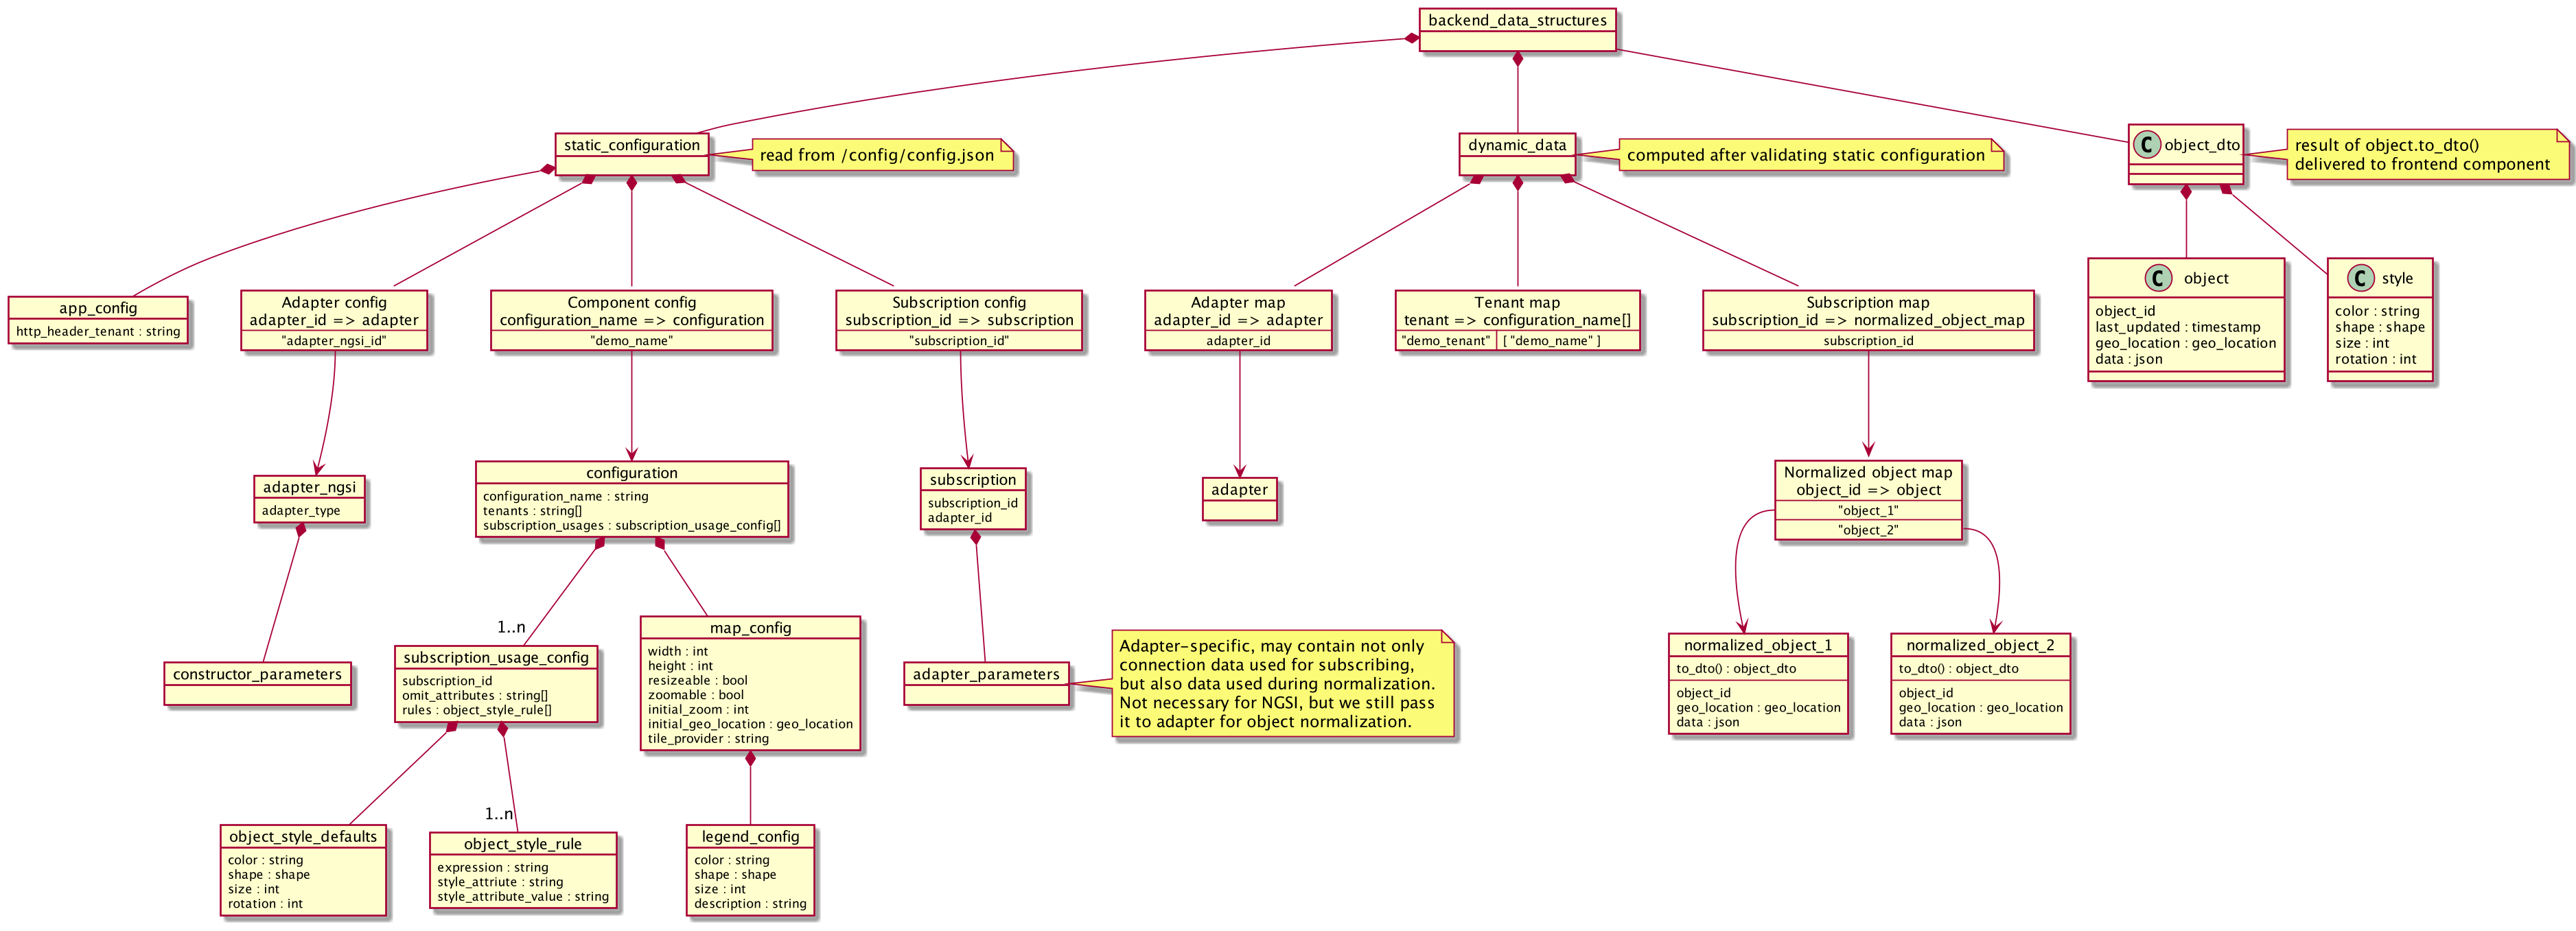 backend_data_structures
static_configuration
read from /config/config.json
dynamic_data
computed after validating static configuration
C object_dto
result of object.to_dto()
delivered to frontend component
app_config
http_header_tenant : string
Adapter config
adapter_id => adapter
"adapter_ngsi_id"
Component config
configuration_name => configuration
"demo_name"
Subscription config
subscription_id => subscription
"subscription_id"
Adapter map
adapter_id => adapter
adapter_id
Tenant map
tenant => configuration_name[]
"demo_tenant" [ "demo_name" ]
Subscription map
subscription_id => normalized_object_map
subscription_id
C object
object_id
last_updated : timestamp
geo_location : geo_location
data : json
C style
color : string
shape : shape
size : int
rotation : int
adapter_ngsi
adapter_type
configuration
configuration_name : string
tenants : string[]
subscription_usages : subscription_usage_config[]
subscription
subscription_id
adapter_id
adapter
Normalized object map
object_id => object
"object_1"
"object_2"
constructor_parameters
1..n
subscription_usage_config
subscription_id
omit_attributes : string[]
rules : object_style_rule[]
map_config
width : int
height : int
resizeable : bool
zoomable : bool
initial_zoom : int
initial_geo_location : geo_location
tile_provider : string
adapter_parameters
Adapter-specific, may contain not only
connection data used for subscribing,
but also data used during normalization.
Not necessary for NGSI, but we still pass
it to adapter for object normalization.
normalized_object_1
to_dto() : object_dto
object_id
geo_location : geo_location
data : json
normalized_object_2
to_dto() : object_dto
object_id
geo_location : geo_location
data : json
object_style_defaults
color : string
shape : shape
size : int
rotation : int
1..n
object_style_rule
expression : string
style_attriute : string
style_attribute_value : string
legend_config
color : string
shape : shape
size : int
description : string